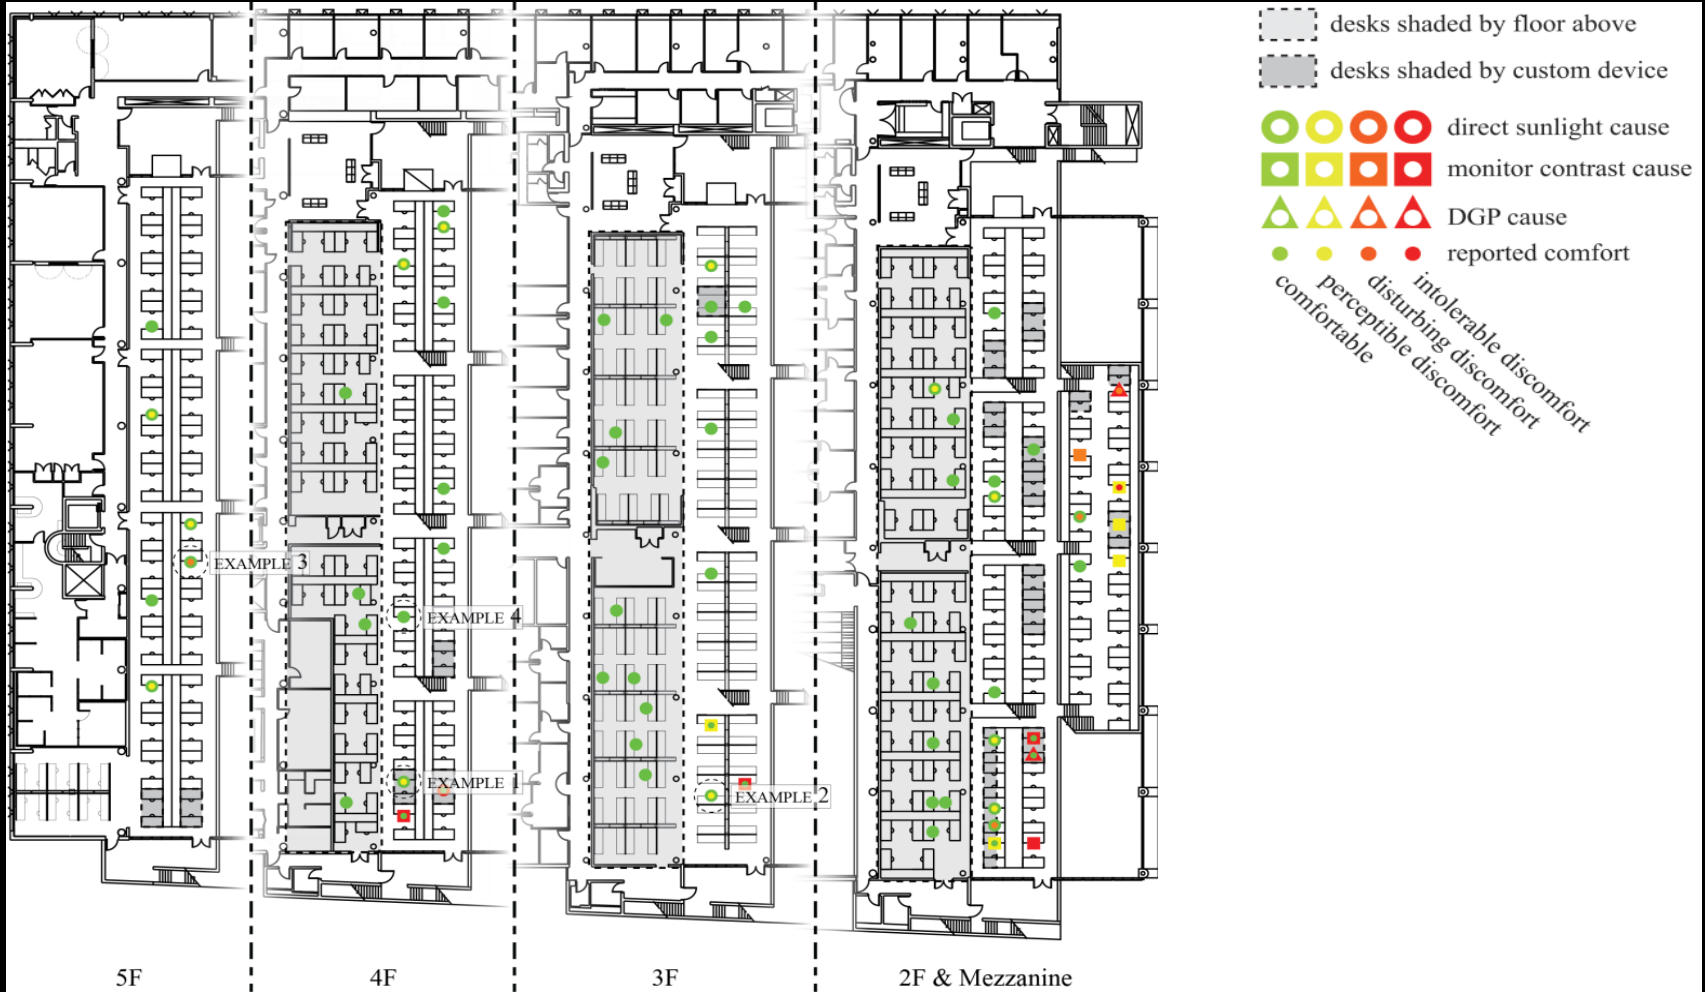 desks shaded by floor above
desks shaded by custom device
direct sunlight cause
monitor contrast cause
DGP cause
reported comfort
comfortable
perceptible discomfort
disturbing discomfort
intolerable discomfort
EXAMPLE 3
EXAMPLE 4
EXAMPLE 1
EXAMPLE 2
5F
4F
3F
2F & Mezzanine